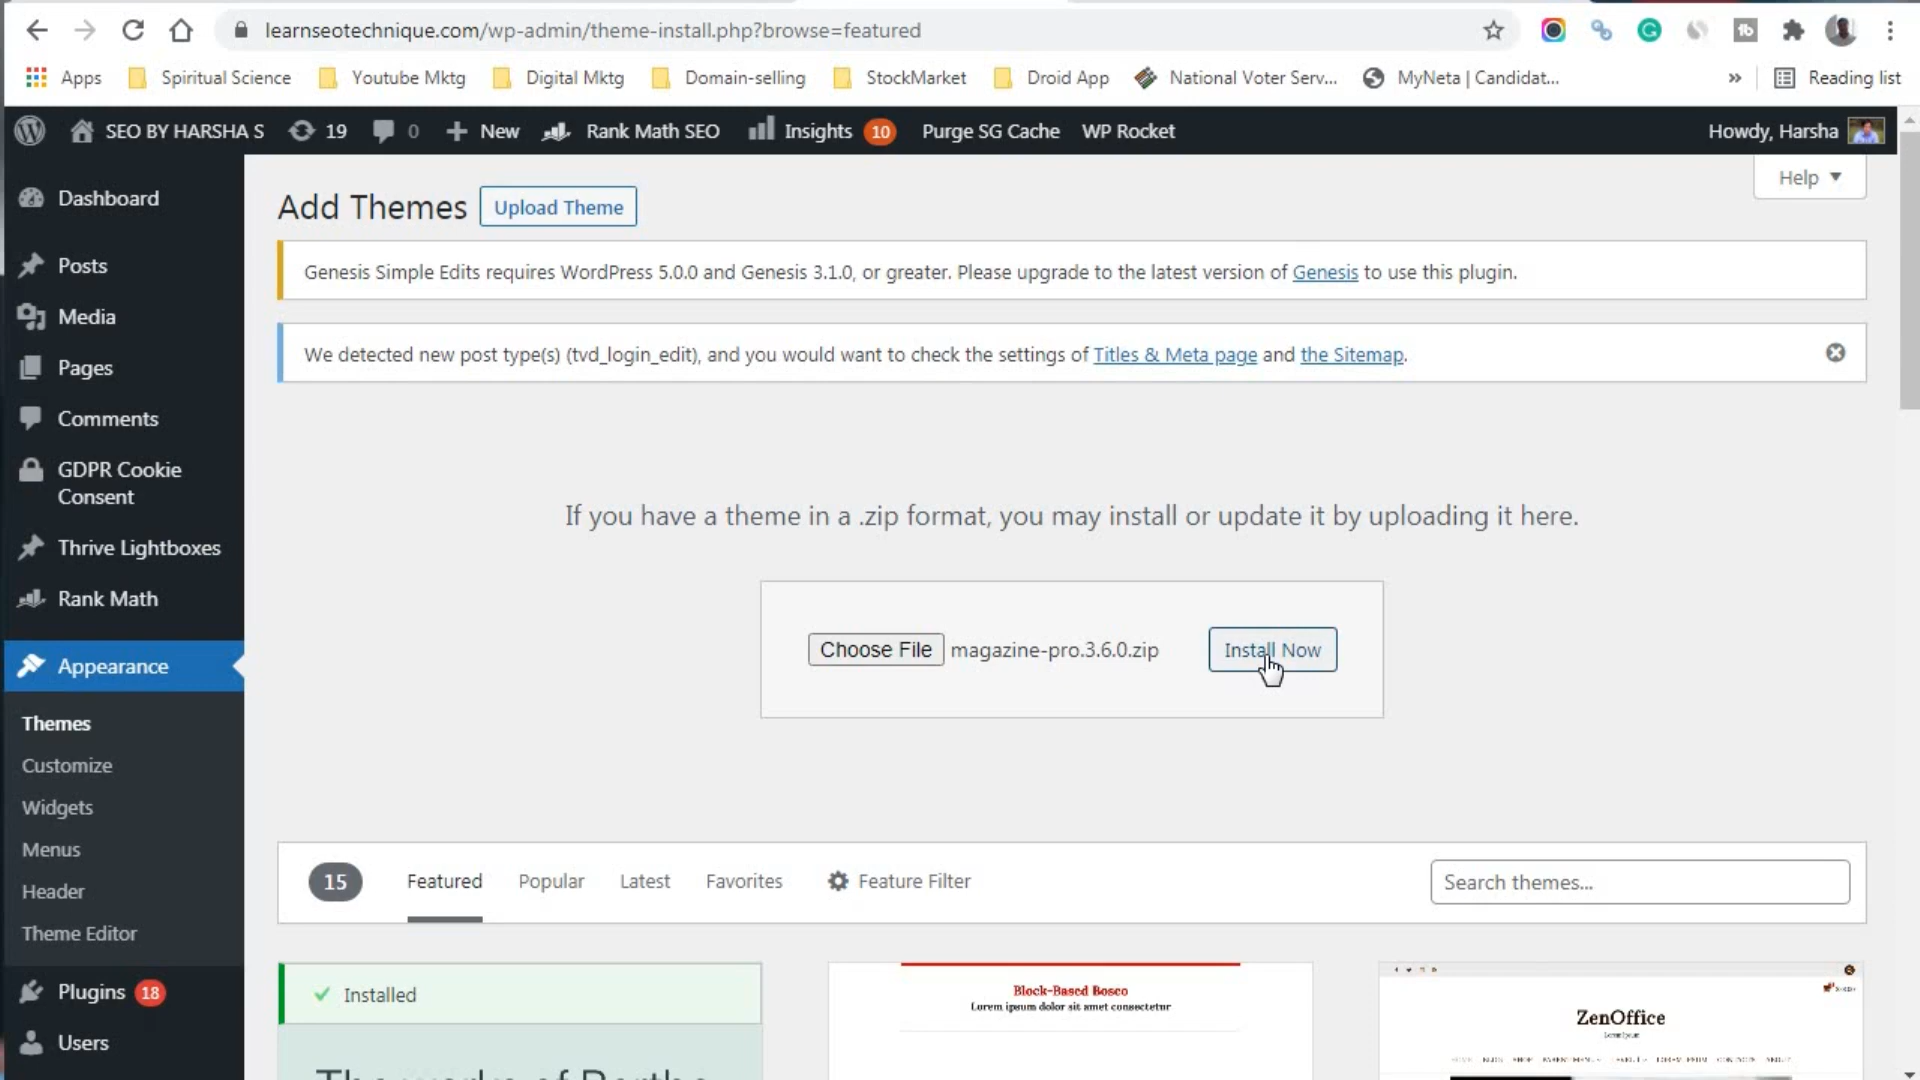 learnseotechnique.com/wp-admin/theme-install.php?browse=featured
Apps Spiritual Science Youtube Mktg Digital Mktg Domain-selling StockMarket Droid App National Voter Serv... MyNeta | Candidat... » Reading list
SEO BY HARSHA S 19 0 New Rank Math SEO Insights 10 Purge SG Cache WP Rocket Howdy, Harsha
Help
Dashboard
Posts
Media
Pages
Comments
GDPR Cookie
Consent
Thrive Lightboxes
Rank Math
Appearance
Themes
Customize
Widgets
Menus
Header
Theme Editor
Plugins 18
Users
Add Themes Upload Theme
Genesis Simple Edits requires WordPress 5.0.0 and Genesis 3.1.0, or greater. Please upgrade to the latest version of Genesis to use this plugin.
We detected new post type(s) (tvd_login_edit), and you would want to check the settings of Titles & Meta page and the Sitemap.
If you have a theme in a .zip format, you may install or update it by uploading it here.
Choose File magazine-pro.3.6.0.zip Install Now
15 Featured Popular Latest Favorites Feature Filter Search themes...
Installed
Block-Based Bosco
Lorem ipsum dolor sit amet consectetur
ZenOffice